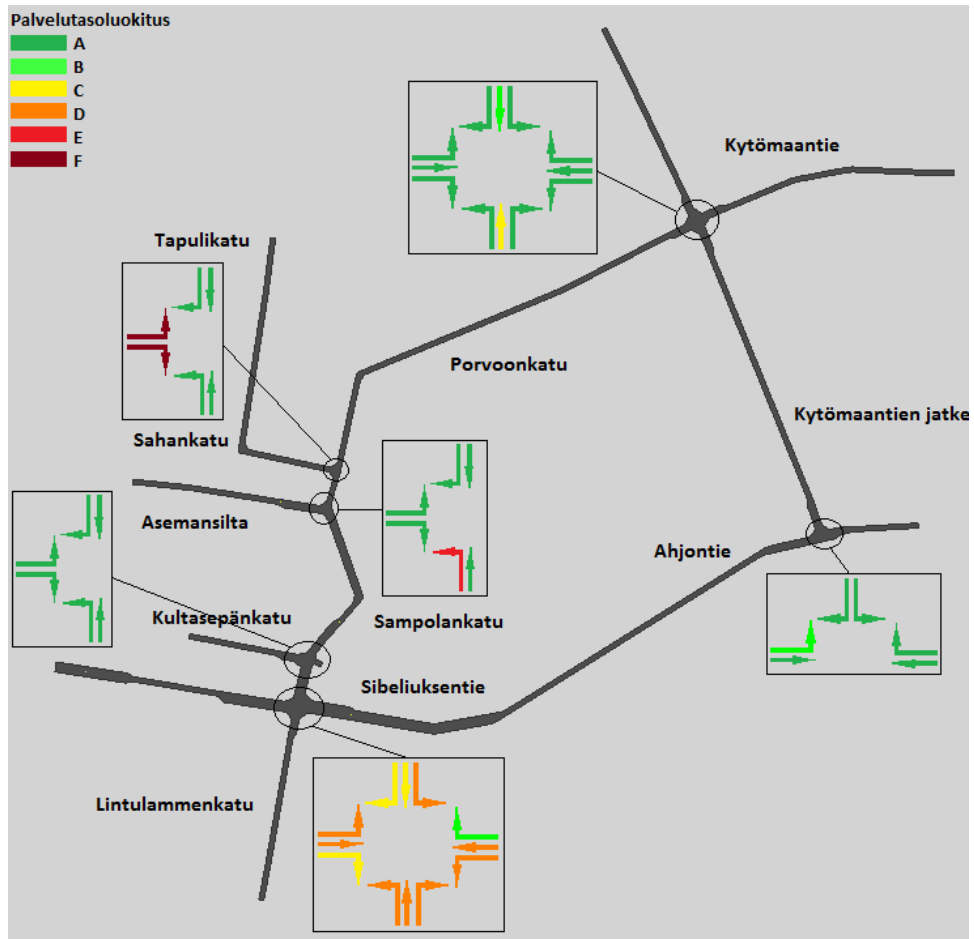 Palvelutasoluokitus
A
B
C
D
E
F
Kytömaantie
Tapulikatu
Porvoonkatu
Kytömaantien jatke
Sahankatu
Asemansilta
Ahjontie
Kultasepänkatu
Sampolankatu
Sibeliuksentie
Lintulammenkatu